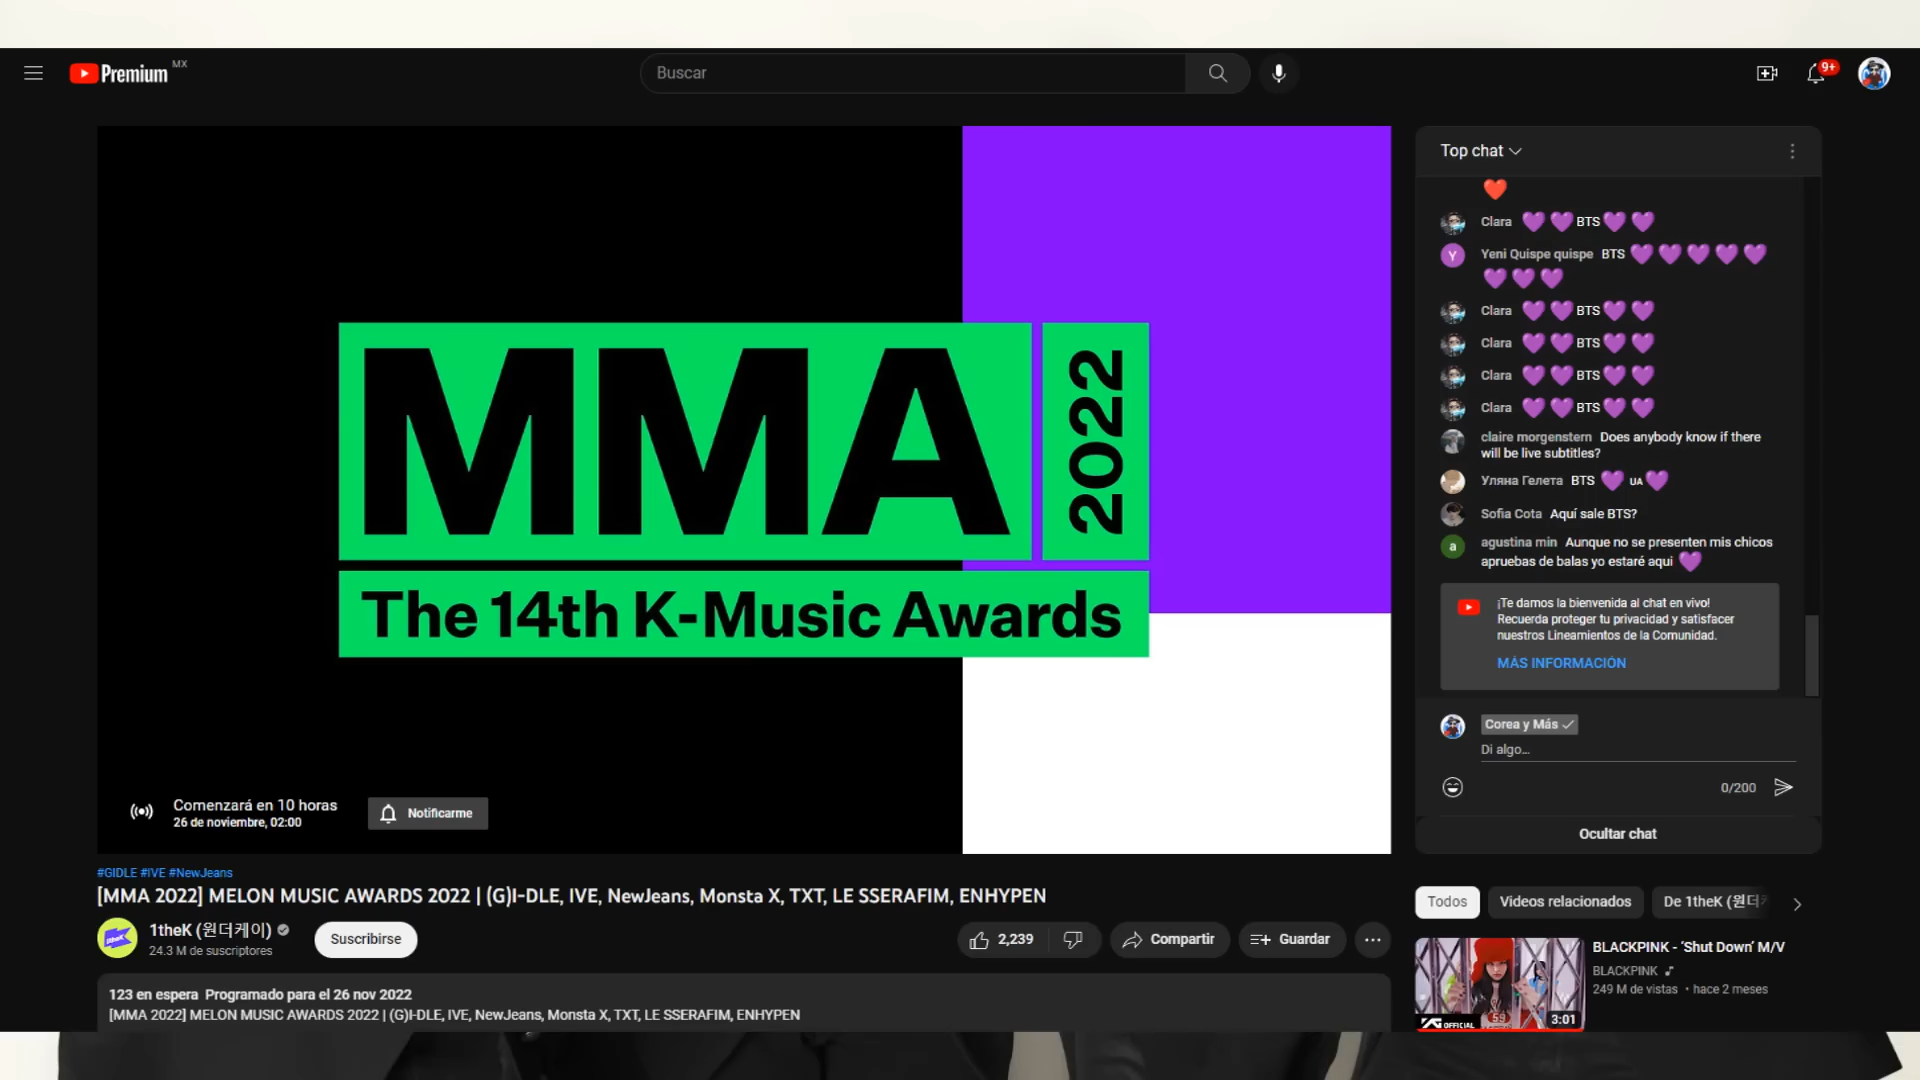 Premium MX
Buscar
9+
MMA
2022
The 14th K-Music Awards
Comenzará en 10 horas
26 de noviembre, 02:00
Notificarme
#GIDLE #IVE #NewJeans
[MMA 2022] MELON MUSIC AWARDS 2022 | (G)I-DLE, IVE, NewJeans, Monsta X, TXT, LE SSERAFIM, ENHYPEN
1theK (원더케이)
24.3 M de suscriptores
Suscribirse
2,239
Compartir
Guardar
123 en espera Programado para el 26 nov 2022
[MMA 2022] MELON MUSIC AWARDS 2022 | (G)I-DLE, IVE, NewJeans, Monsta X, TXT, LE SSERAFIM, ENHYPEN
Top chat
❤️
Clara 💜💜BTS💜💜
Y
Yeni Quispe quispe BTS💜💜💜💜💜
💜💜💜
Clara 💜💜BTS💜💜
Clara 💜💜BTS💜💜
Clara 💜💜BTS💜💜
Clara 💜💜BTS💜💜
claire morgenstern Does anybody know if there
will be live subtitles?
Уляна Гелета BTS 💜 UA💜
Sofia Cota Aquí sale BTS?
a
agustina min Aunque no se presenten mis chicos
apruebas de balas yo estaré aqui 💜
¡Te damos la bienvenida al chat en vivo!
Recuerda proteger tu privacidad y satisfacer
nuestros Lineamientos de la Comunidad.
MÁS INFORMACIÓN
Corea y Más
Di algo...
0/200
Ocultar chat
Todos
Videos relacionados
De 1theK (원더
BLACKPINK - 'Shut Down' M/V
BLACKPINK
249 M de vistas • hace 2 meses
YG OFFICIAL
59
3:01